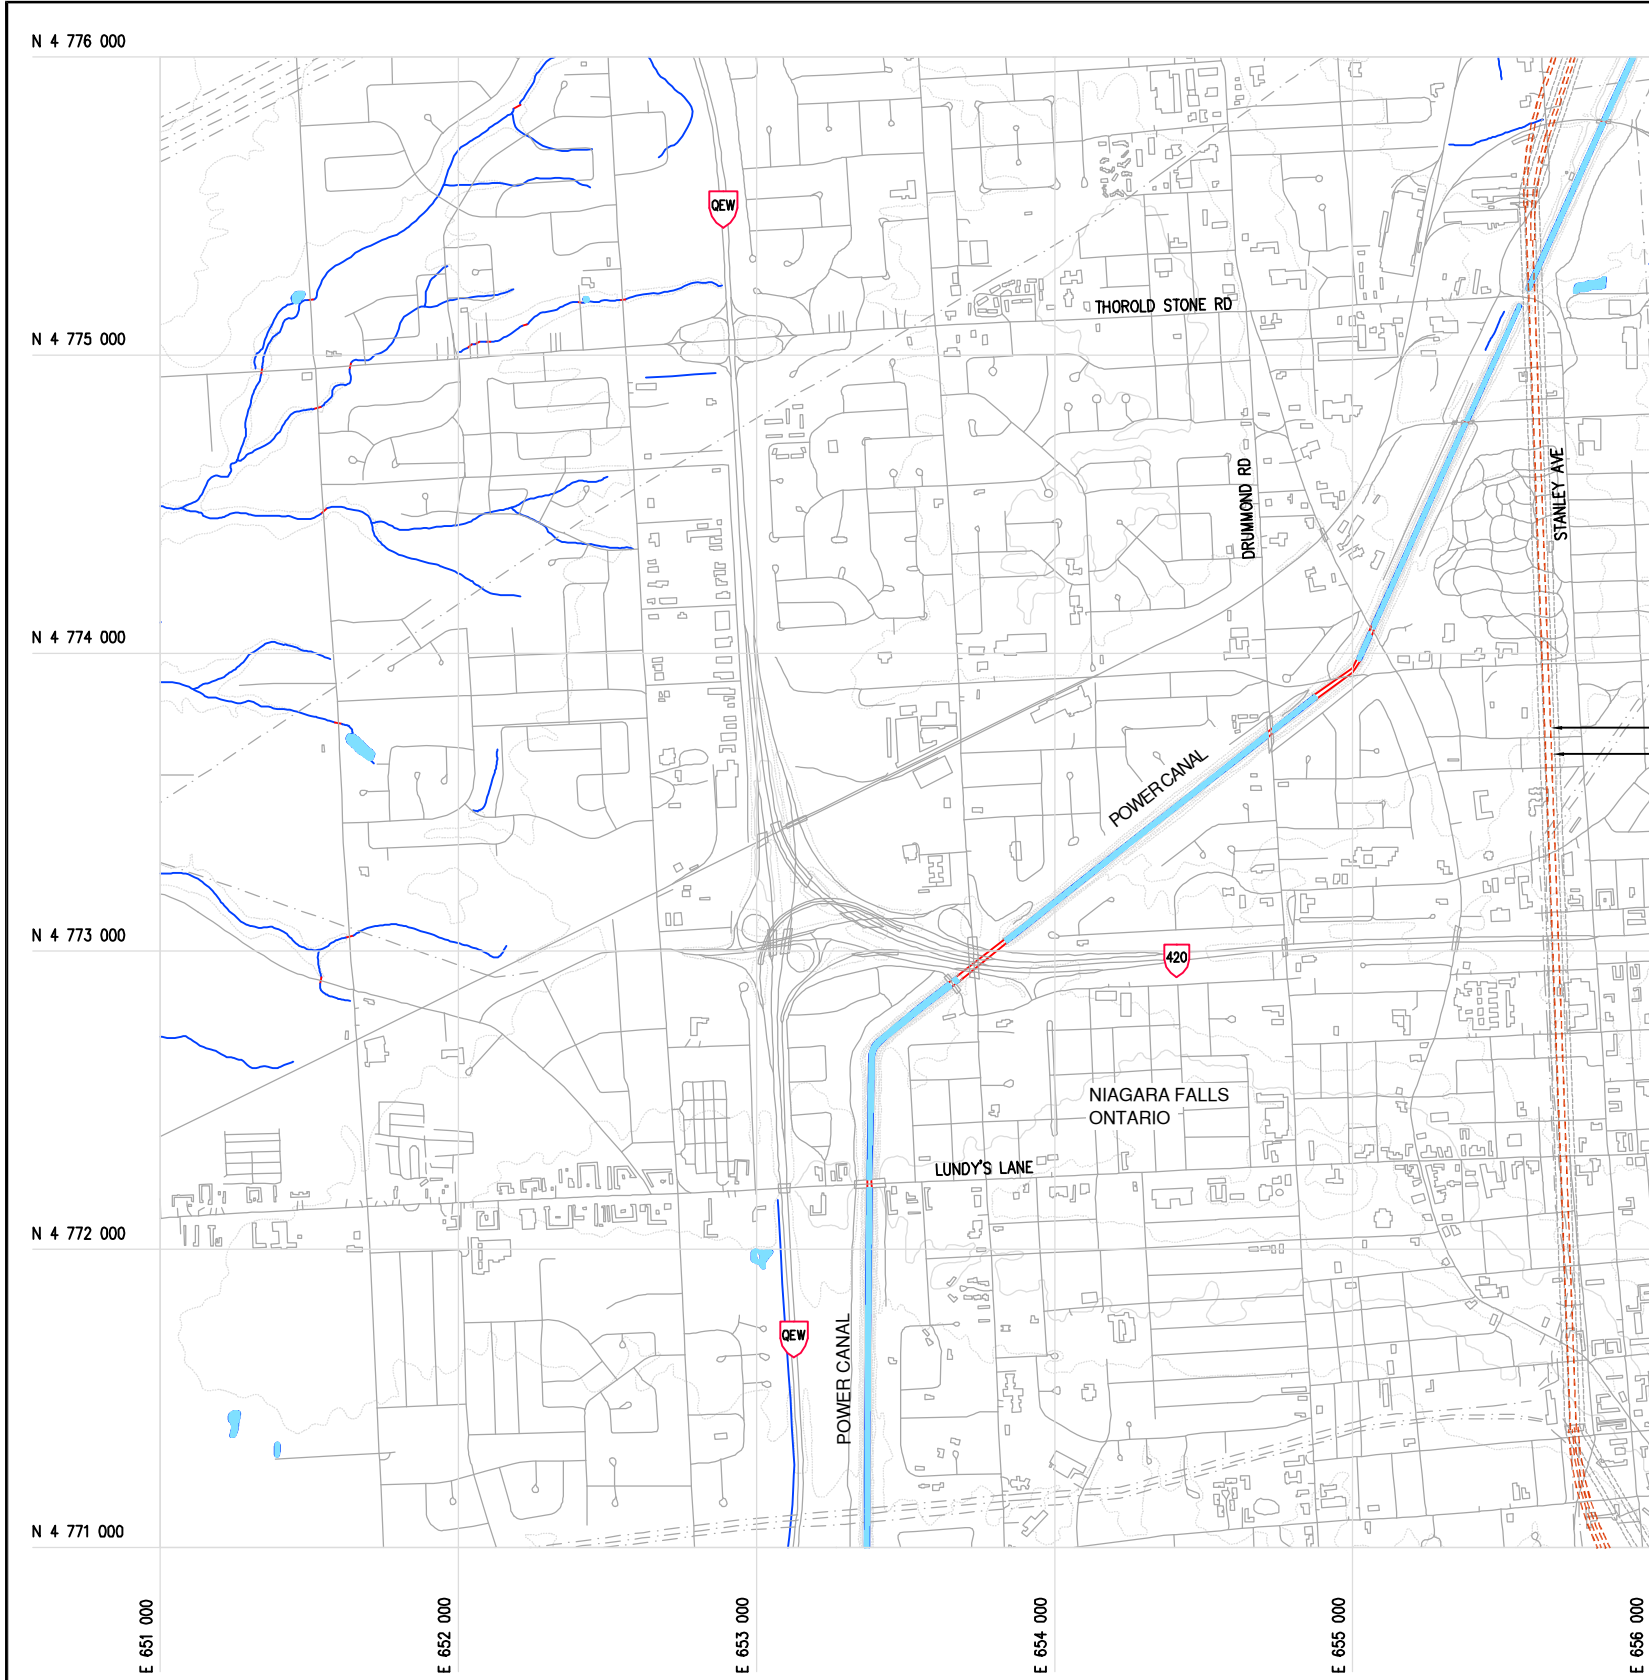 N 4 776 000
QEW
THOROLD STONE RD
N 4 775 000
DRUMMOND RD
STANLEY AVE
N 4 774 000
POWER CANAL
N 4 773 000
420
NIAGARA FALLS
ONTARIO
LUNDY'S LANE
N 4 772 000
QEW
POWER CANAL
N 4 771 000
E 651 000
E 652 000
E 653 000
E 654 000
E 655 000
E 656 000